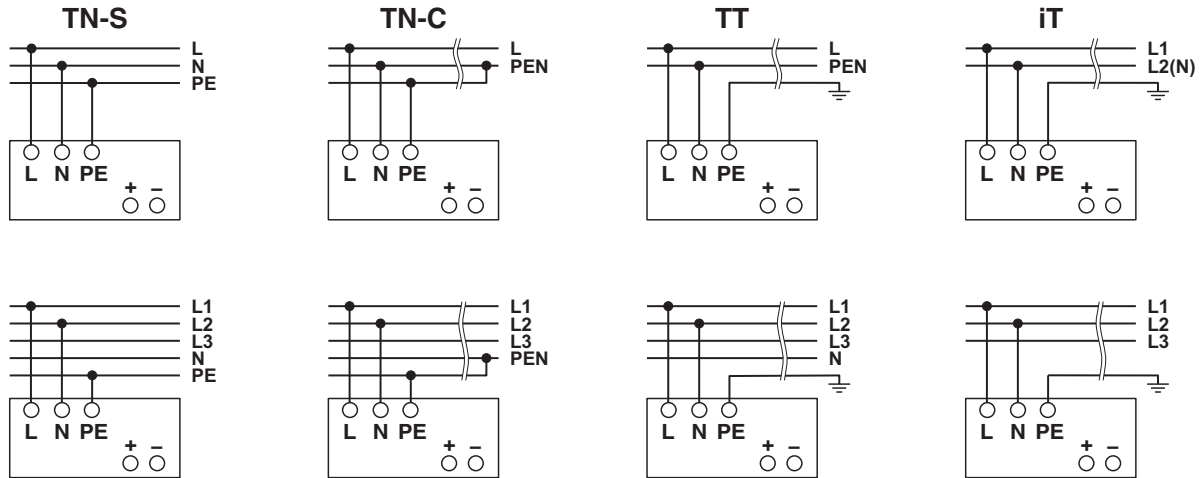 TN-S
TN-C
TT
iT
L
N
PE
L N PE
+ −
L
PEN
L N PE
+ −
L
PEN
L N PE
+ −
L1
L2(N)
L N PE
+ −
L1
L2
L3
N
PE
L N PE
+ −
L1
L2
L3
PEN
L N PE
+ −
L1
L2
L3
N
L N PE
+ −
L1
L2
L3
L N PE
+ −